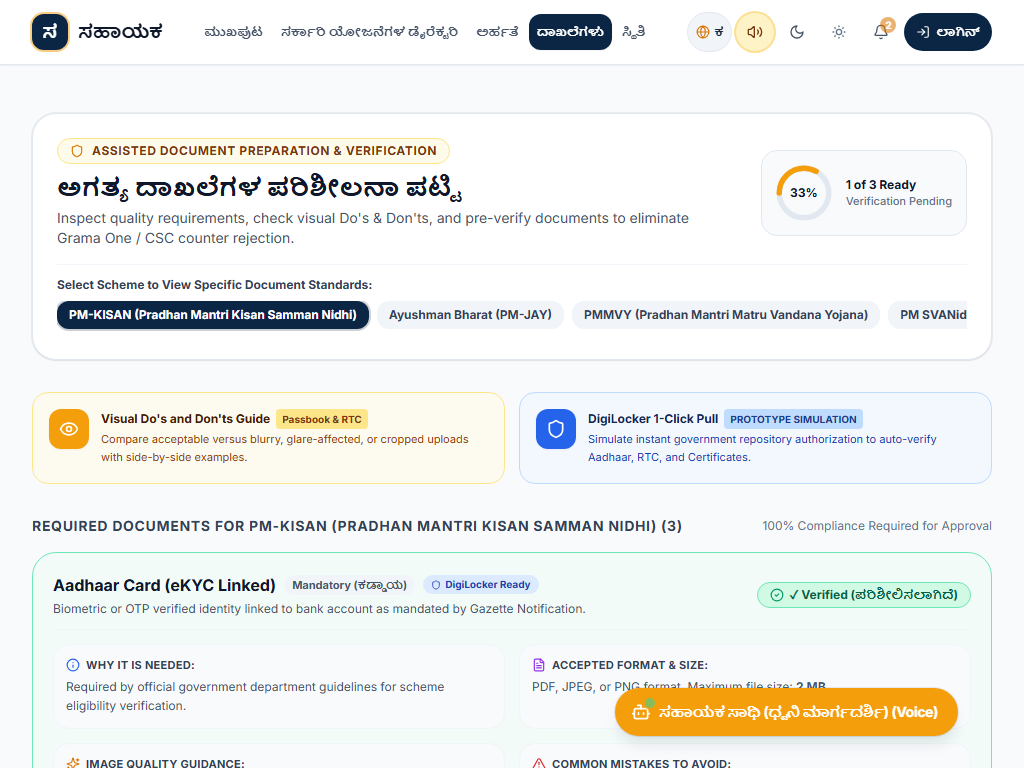 ಸ ಸಹಾಯಕ ಮುಖಪುಟ ಸರ್ಕಾರಿ ಯೋಜನೆಗಳ ಡೈರೆಕ್ಟರಿ ಅರ್ಹತೆ ದಾಖಲೆಗಳು ಸ್ಥಿತಿ ಕ 2 ಲಾಗಿನ್
ASSISTED DOCUMENT PREPARATION & VERIFICATION
ಅಗತ್ಯ ದಾಖಲೆಗಳ ಪರಿಶೀಲನಾ ಪಟ್ಟಿ
Inspect quality requirements, check visual Do's & Don'ts, and pre-verify documents to eliminate
Grama One / CSC counter rejection.
33%
1 of 3 Ready
Verification Pending
Select Scheme to View Specific Document Standards:
PM-KISAN (Pradhan Mantri Kisan Samman Nidhi) Ayushman Bharat (PM-JAY) PMMVY (Pradhan Mantri Matru Vandana Yojana) PM SVANid
Visual Do's and Don'ts Guide Passbook & RTC
Compare acceptable versus blurry, glare-affected, or cropped uploads
with side-by-side examples.
DigiLocker 1-Click Pull PROTOTYPE SIMULATION
Simulate instant government repository authorization to auto-verify
Aadhaar, RTC, and Certificates.
REQUIRED DOCUMENTS FOR PM-KISAN (PRADHAN MANTRI KISAN SAMMAN NIDHI) (3) 100% Compliance Required for Approval
Aadhaar Card (eKYC Linked) Mandatory (ಕಡ್ಡಾಯ) DigiLocker Ready
Biometric or OTP verified identity linked to bank account as mandated by Gazette Notification.
✓ Verified (ಪರಿಶೀಲಿಸಲಾಗಿದೆ)
WHY IT IS NEEDED:
Required by official government department guidelines for scheme
eligibility verification.
ACCEPTED FORMAT & SIZE:
PDF, JPEG, or PNG format. Maximum file size: 2 MB.
ಸಹಾಯಕ ಸಾಥಿ (ಧ್ವನಿ ಮಾರ್ಗದರ್ಶಿ) (Voice)
IMAGE QUALITY GUIDANCE:
COMMON MISTAKES TO AVOID: